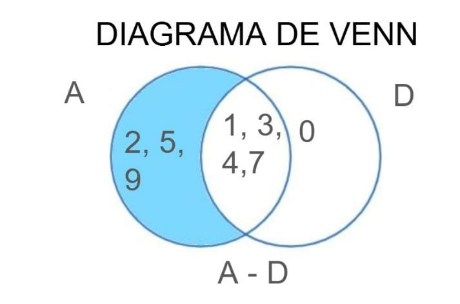 DIAGRAMA DE VENN
A
D
2, 5,
9
1, 3,
4,7
0
A - D